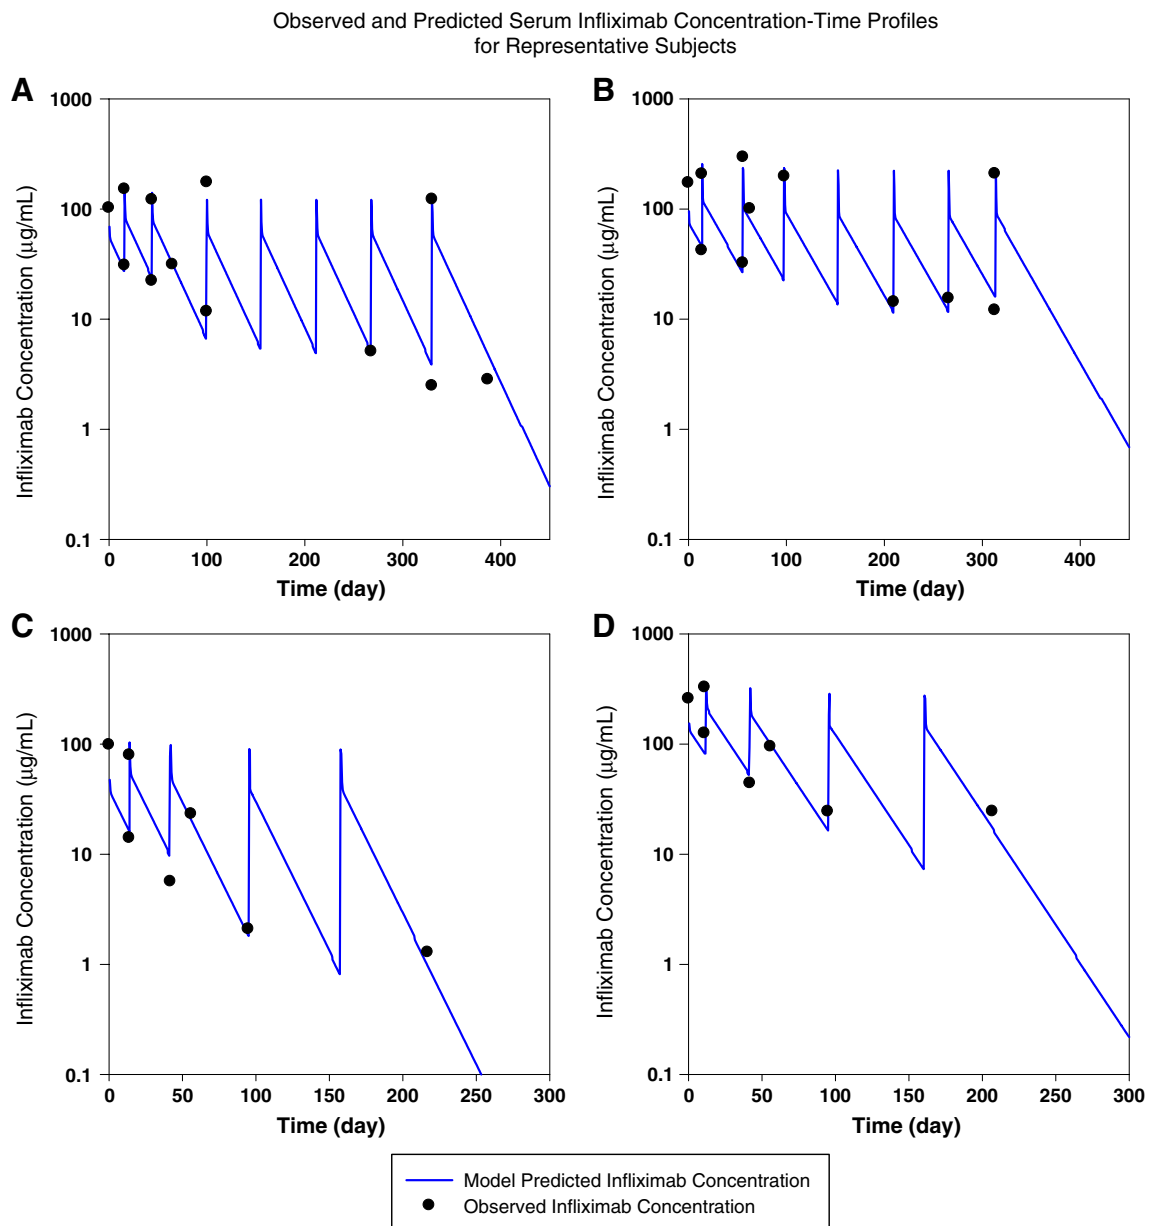 Observed and Predicted Serum Infliximab Concentration-Time Profiles
for Representative Subjects
A
1000
100
10
1
0.1
Infliximab Concentration (μg/mL)
0 100 200 300 400
Time (day)
B
1000
100
10
1
0.1
Infliximab Concentration (μg/mL)
0 100 200 300 400
Time (day)
C
1000
100
10
1
0.1
Infliximab Concentration (μg/mL)
0 50 100 150 200 250 300
Time (day)
D
1000
100
10
1
0.1
Infliximab Concentration (μg/mL)
0 50 100 150 200 250 300
Time (day)
Model Predicted Infliximab Concentration
Observed Infliximab Concentration